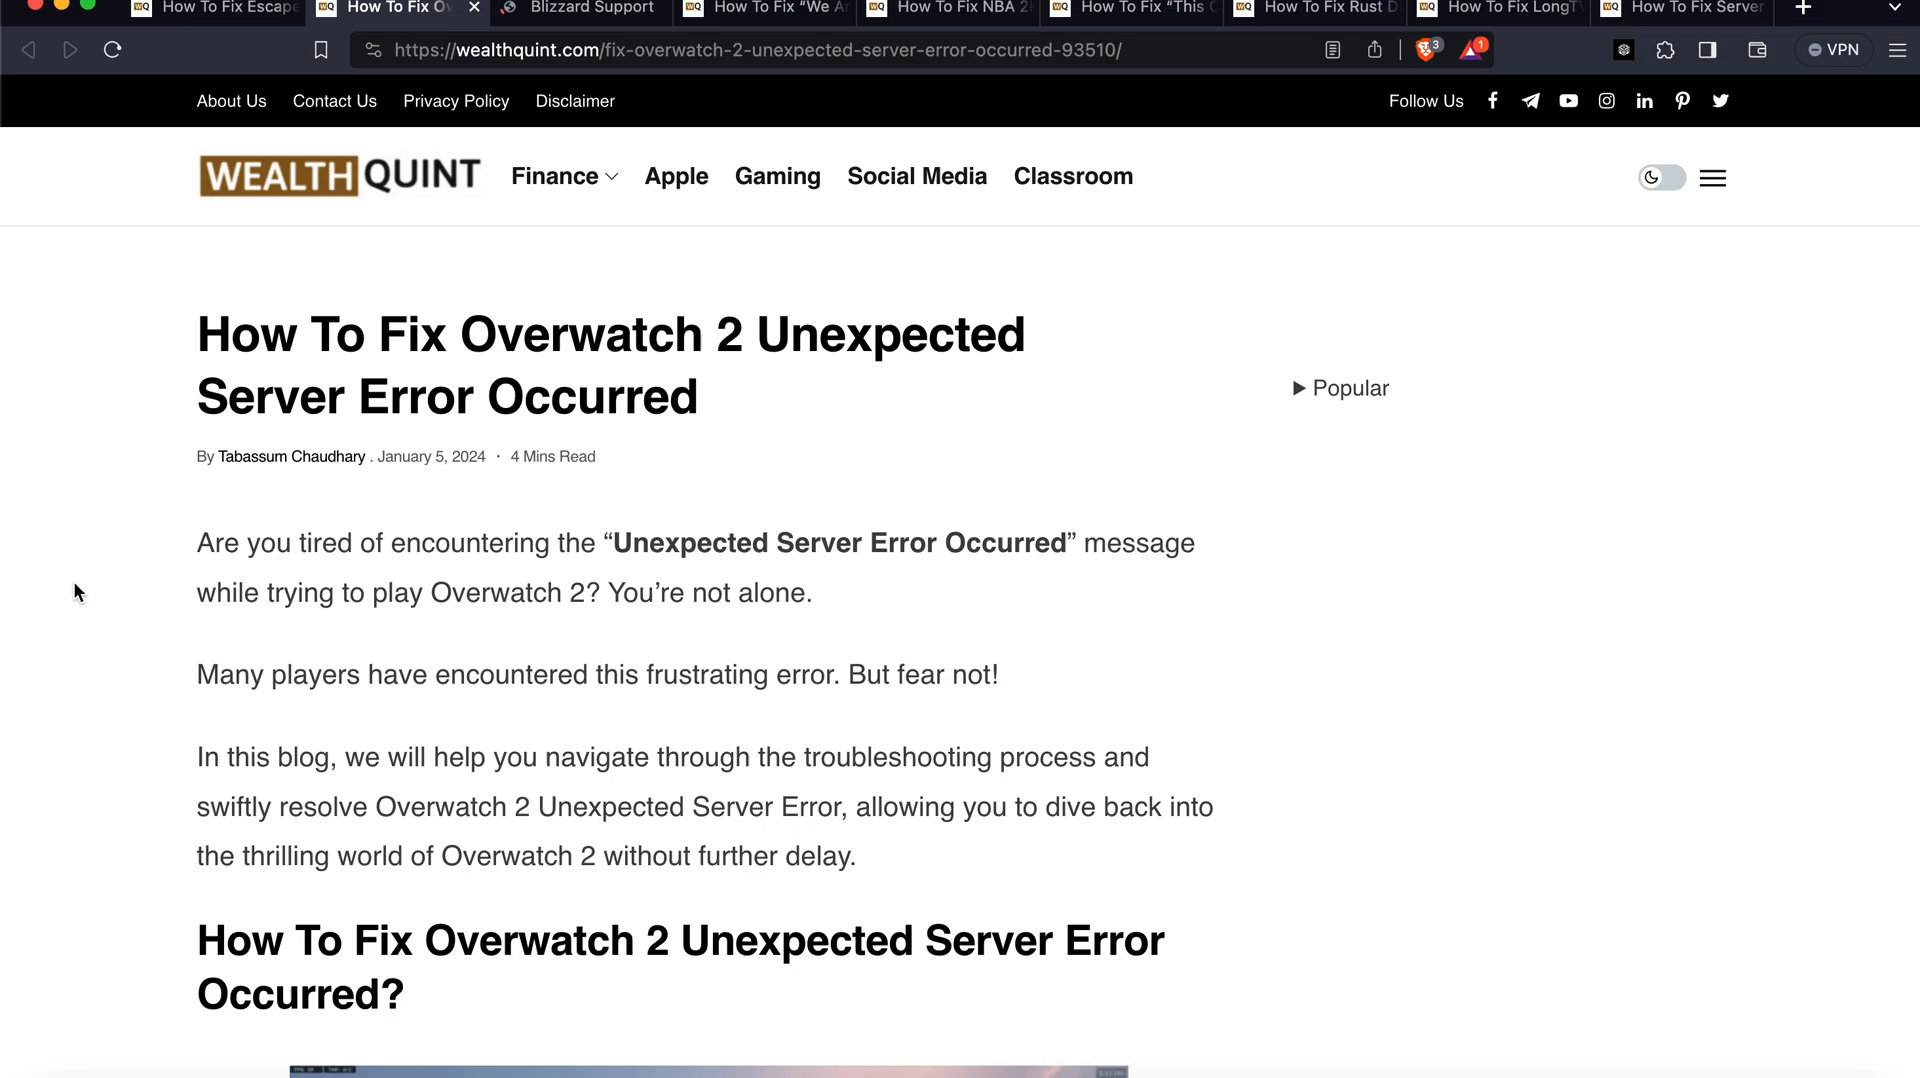 How To Fix Escape
How To Fix O
Blizzard Support
How To Fix “We Ar
How To Fix NBA 2
How To Fix “This
How To Fix Rust D
How To Fix LongT
How To Fix Server
https://wealthquint.com/fix-overwatch-2-unexpected-server-error-occurred-93510/
3
1
VPN
About Us
Contact Us
Privacy Policy
Disclaimer
Follow Us
WEALTH QUINT
Finance
Apple
Gaming
Social Media
Classroom
How To Fix Overwatch 2 Unexpected
Server Error Occurred
Popular
By Tabassum Chaudhary . January 5, 2024 · 4 Mins Read
Are you tired of encountering the “Unexpected Server Error Occurred” message
while trying to play Overwatch 2? You’re not alone.
Many players have encountered this frustrating error. But fear not!
In this blog, we will help you navigate through the troubleshooting process and
swiftly resolve Overwatch 2 Unexpected Server Error, allowing you to dive back into
the thrilling world of Overwatch 2 without further delay.
How To Fix Overwatch 2 Unexpected Server Error
Occurred?